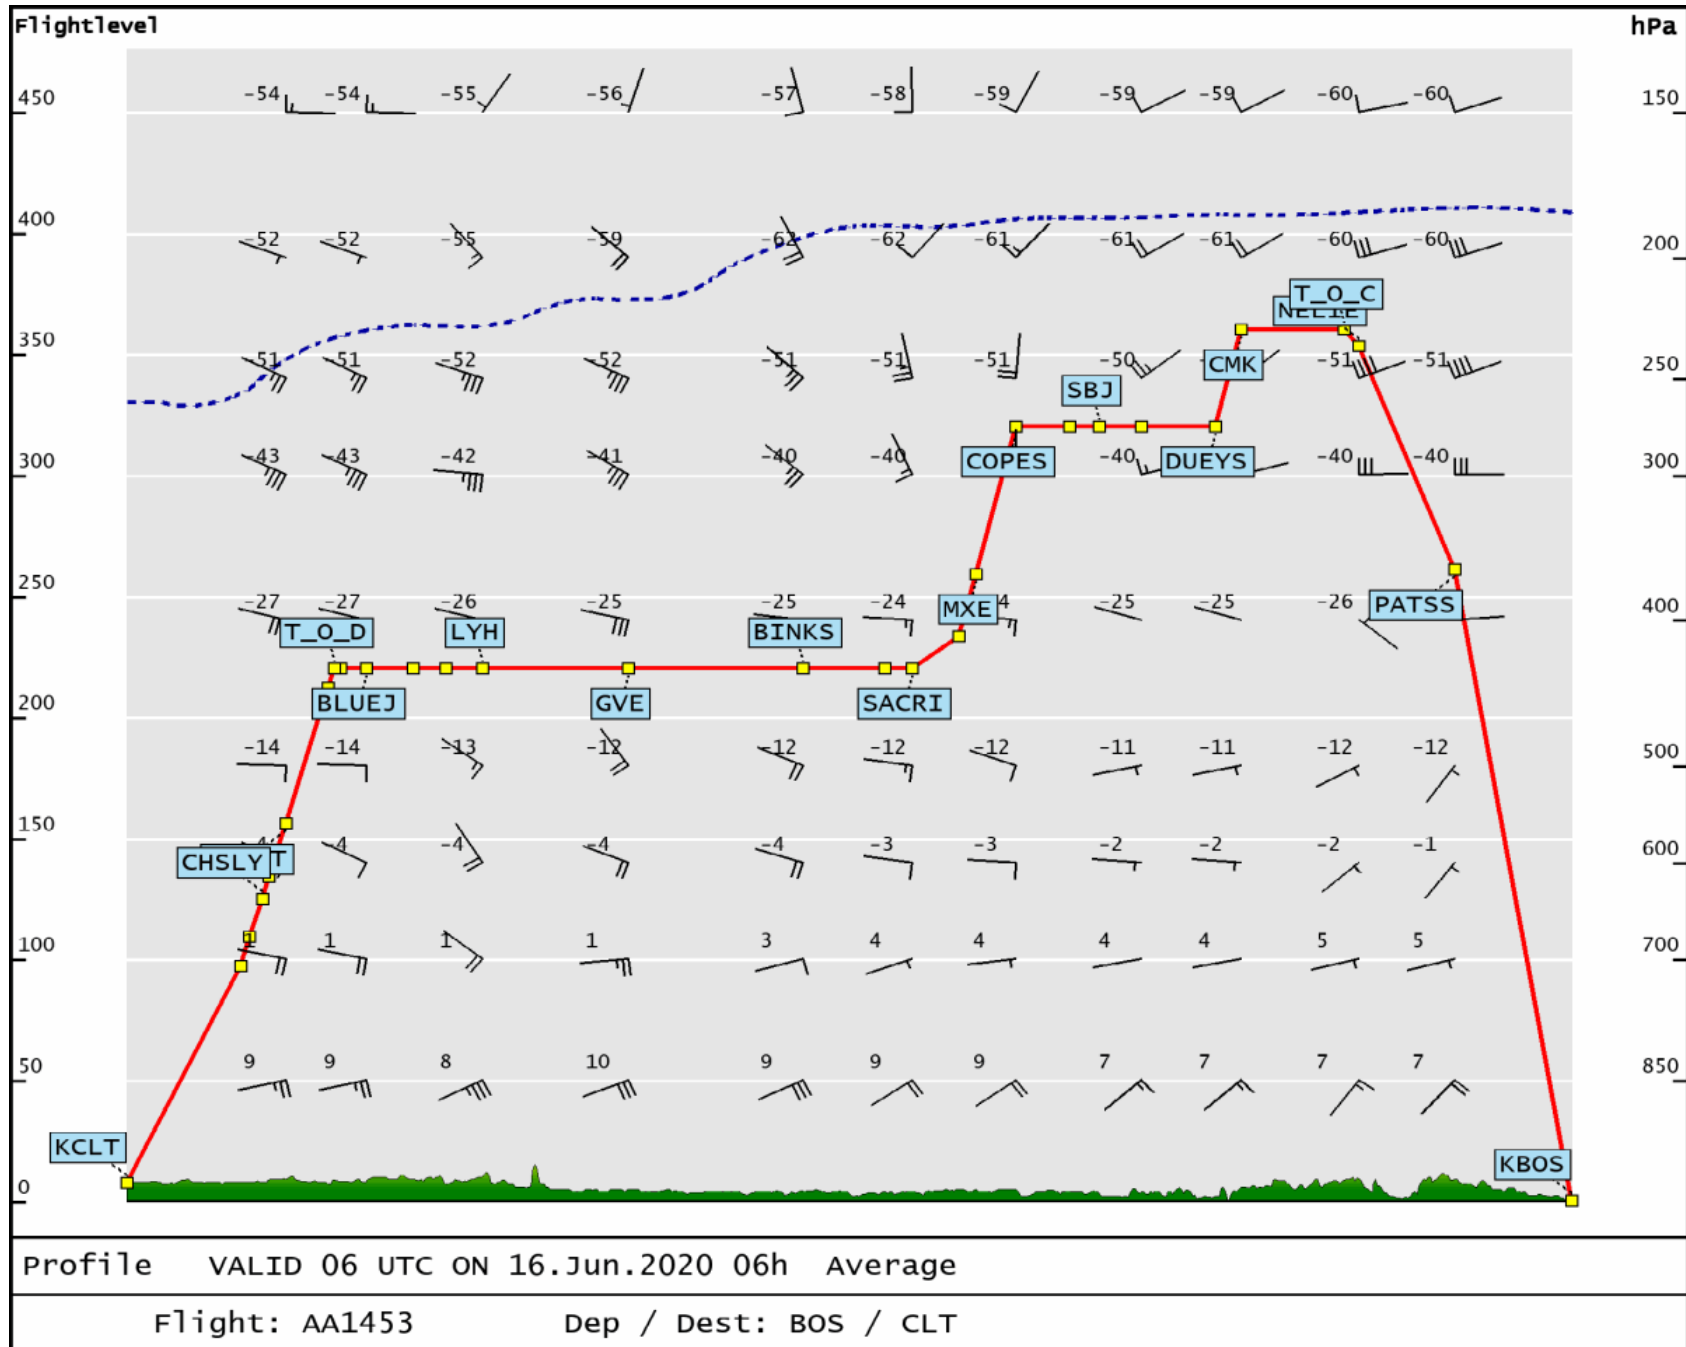 Flightlevel hPa
-54 -54 -55 -56 -57 -58 -59 -59 -59 -60 -60
450 150
400
-52 -52 -55 -59 -62 -62 -61 -61 -61 -60 -60
200
T_O_C
NELIE
350
-51 -51 -52 -52 -51 -51 -51 -50 CMK -51 -51
250
SBJ
-43 -43 -42 -41 -40 -40 COPES -40 DUEYS -40 -40
300 300
250
-27 -27 -26 -25 -25 -24 MXE 4 -25 -25 -26 PATSS
400
T_O_D LYH BINKS
BLUEJ GVE SACRI
200
-14 -14 -13 -12 -12 -12 -12 -11 -11 -12 -12
500
150
-4 -4 -4 -4 -3 -3 -2 -2 -2 -1
CHSLY T
600
1 1 1 1 3 4 4 4 4 5 5
100 700
9 9 8 10 9 9 9 7 7 7 7
50 850
KCLT
KBOS
0
Profile VALID 06 UTC ON 16.Jun.2020 06h Average
Flight: AA1453 Dep / Dest: BOS / CLT